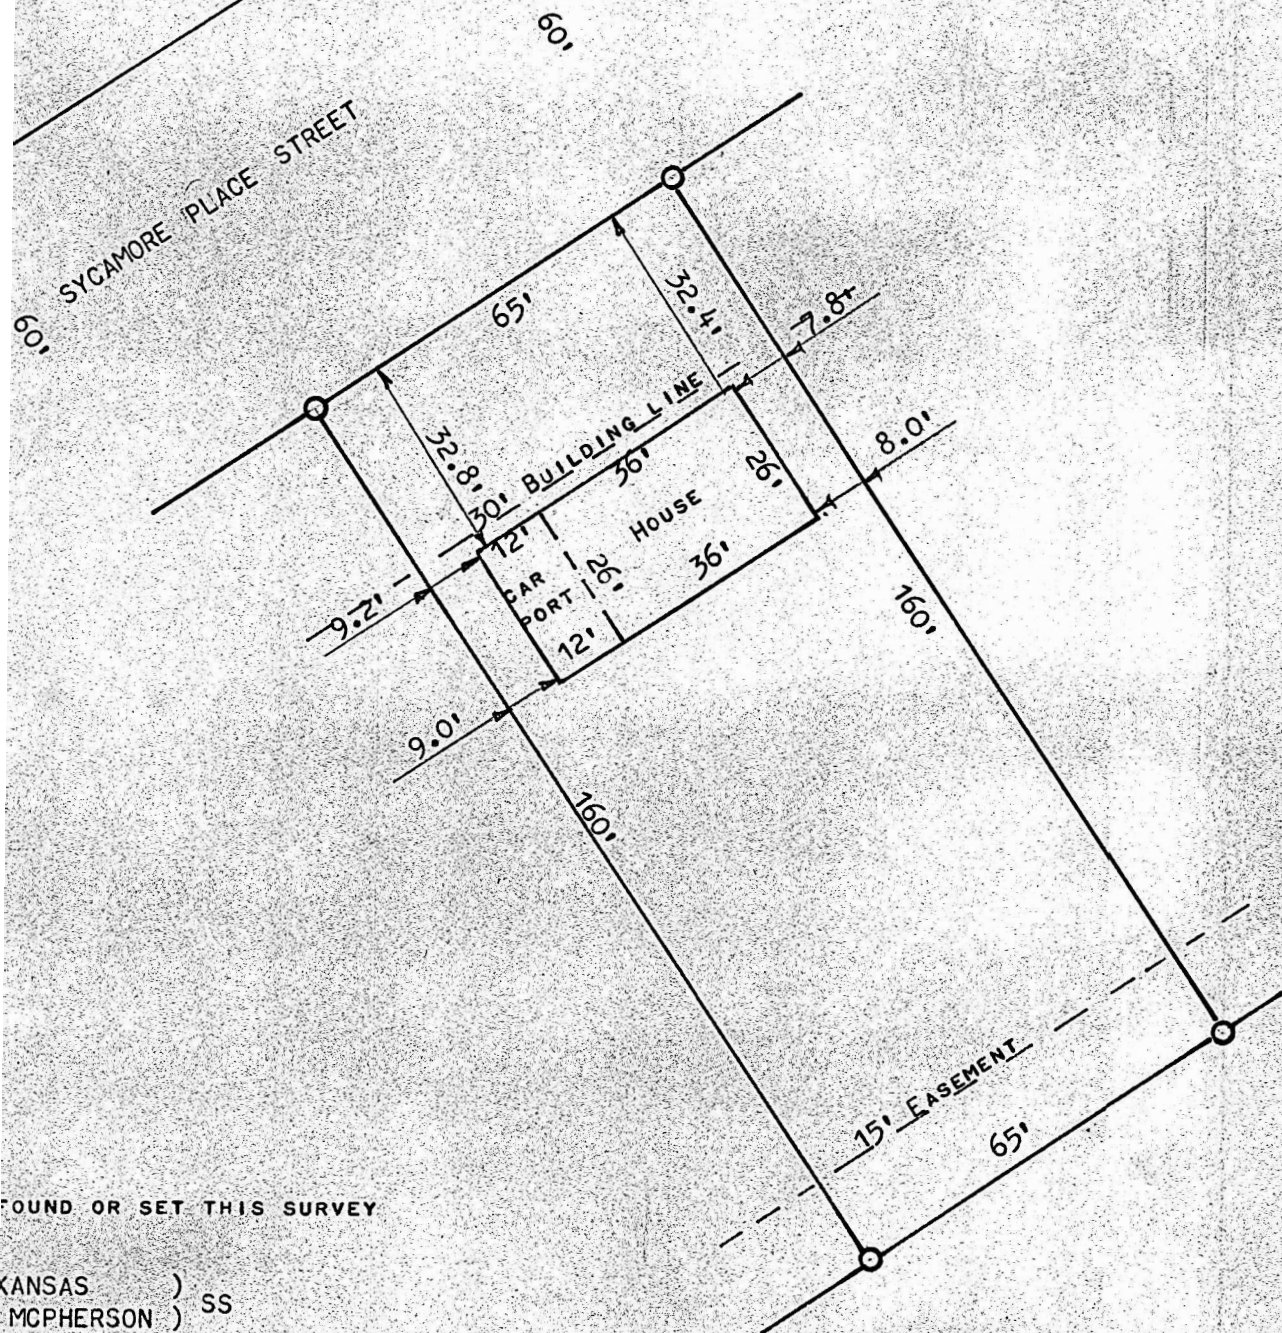 60'
SYCAMORE PLACE STREET
60'
65'
32.4'
7.8'
32.8'
30' BUILDING LINE
36'
26'
8.0'
12'
HOUSE
26'
36'
CAR
PORT
12'
9.2'
9.0'
160'
160'
15' EASEMENT
65'
FOUND OR SET THIS SURVEY
KANSAS )
MCPHERSON ) SS